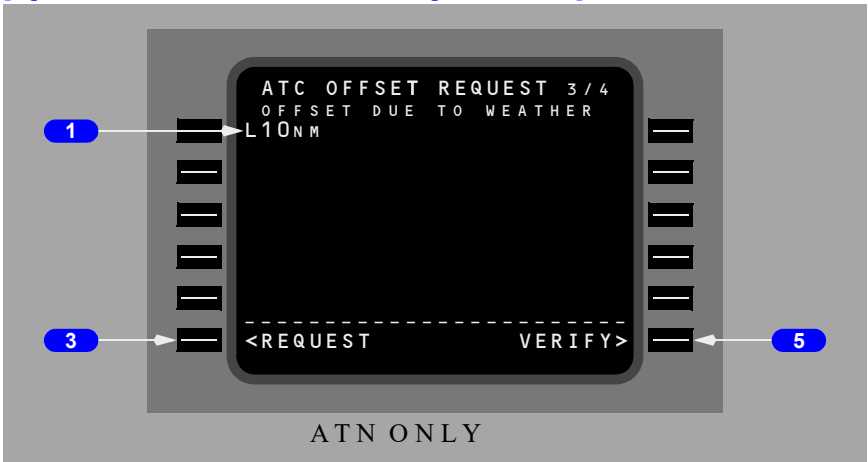 ATC OFFSET REQUEST 3/4
OFFSET DUE TO WEATHER
1
L10NM
3
<REQUEST VERIFY>
5
ATN ONLY